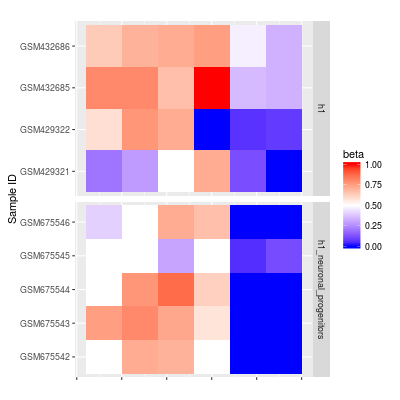 GSM432686
GSM432685
GSM429322
GSM429321
h1
GSM675546
GSM675545
GSM675544
GSM675543
GSM675542
h1_neuronal_progenitors
Sample ID
beta
1.00
0.75
0.50
0.25
0.00